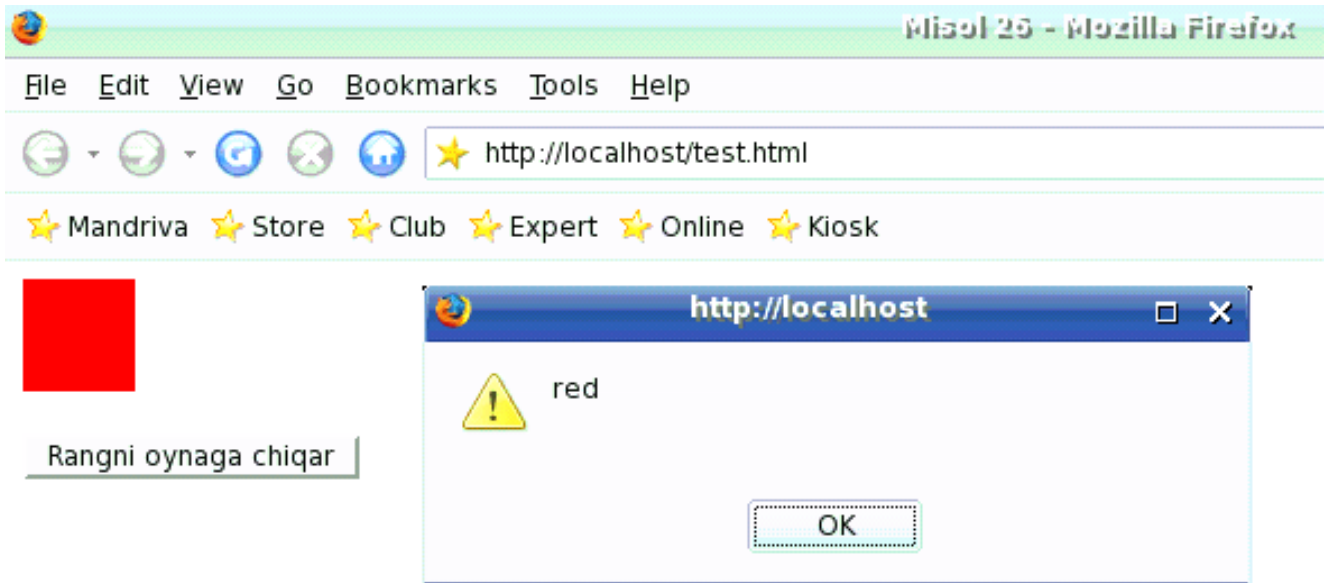 Misol 26 - Mozilla Firefox
File Edit View Go Bookmarks Tools Help
http://localhost/test.html
Mandriva Store Club Expert Online Kiosk
http://localhost
red
Rangni oynaga chiqar
OK